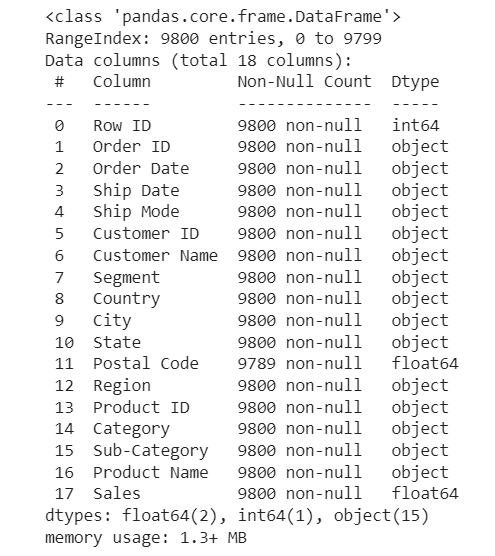 <class 'pandas.core.frame.DataFrame'>
RangeIndex: 9800 entries, 0 to 9799
Data columns (total 18 columns):
 #   Column         Non-Null Count  Dtype
---  ------         --------------  -----
 0   Row ID         9800 non-null   int64
 1   Order ID       9800 non-null   object
 2   Order Date     9800 non-null   object
 3   Ship Date      9800 non-null   object
 4   Ship Mode      9800 non-null   object
 5   Customer ID    9800 non-null   object
 6   Customer Name  9800 non-null   object
 7   Segment        9800 non-null   object
 8   Country        9800 non-null   object
 9   City           9800 non-null   object
 10  State          9800 non-null   object
 11  Postal Code    9789 non-null   float64
 12  Region         9800 non-null   object
 13  Product ID     9800 non-null   object
 14  Category       9800 non-null   object
 15  Sub-Category   9800 non-null   object
 16  Product Name   9800 non-null   object
 17  Sales          9800 non-null   float64
dtypes: float64(2), int64(1), object(15)
memory usage: 1.3+ MB